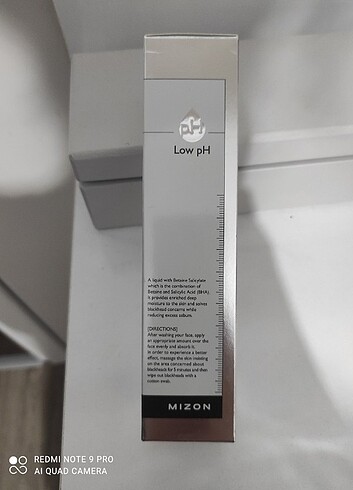 pH
Low pH
A liquid with Betaine Salicylate
which is the combination of
Betaine and Salicylic Acid (BHA).
It provides enriched deep
moisture to the skin and solves
blackhead concerns while
reducing excess sebum.
[DIRECTIONS]
After washing your face, apply
an appropriate amount over the
face evenly and absorb it.
In order to experience a better
effect, massage the skin insisting
on the area concerned about
blackheads for 5 minutes and then
wipe out blackheads with a
cotton swab.
MIZON
REDMI NOTE 9 PRO
AI QUAD CAMERA